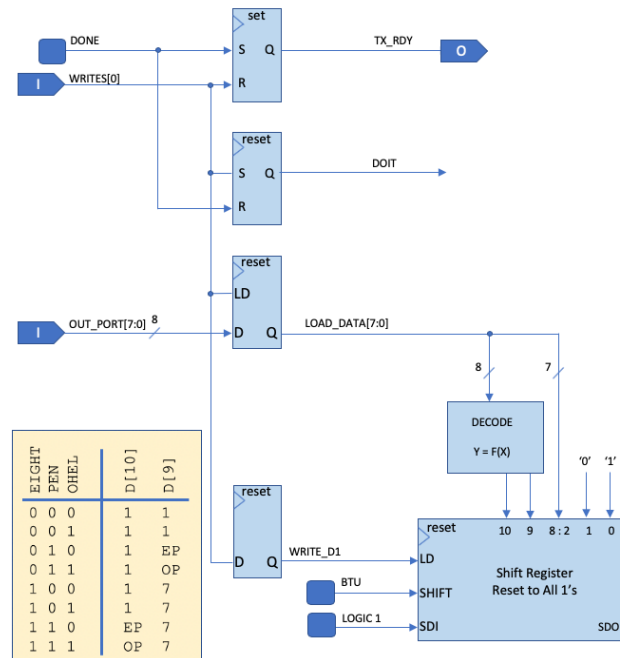 set
DONE
S Q
TX_RDY
O
I
WRITES[0]
R
reset
S Q
DOIT
R
reset
LD
I
OUT_PORT[7:0]
8
D Q
LOAD_DATA[7:0]
8
7
DECODE
Y = F(X)
'0' '1'
EIGHT PEN OHEL D[10] D[9]
0 0 0 1 1
0 0 1 1 1
0 1 0 1 EP
0 1 1 1 OP
1 0 0 1 7
1 0 1 1 7
1 1 0 EP 7
1 1 1 OP 7
reset
D Q
WRITE_D1
reset
10 9 8:2 1 0
LD
BTU
SHIFT
Shift Register
Reset to All 1's
LOGIC 1
SDI
SDO